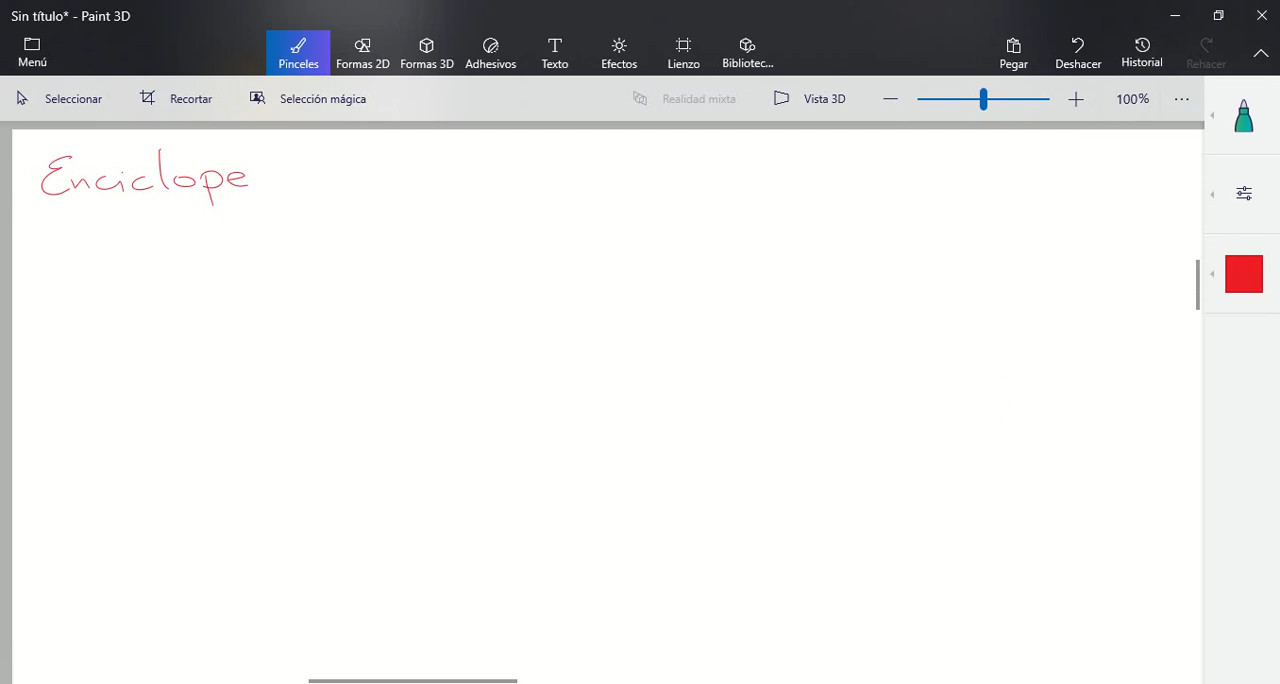 Sin título* - Paint 3D
Menú
Pinceles
Formas 2D
Formas 3D
Adhesivos
Texto
Efectos
Lienzo
Bibliotec...
Pegar
Deshacer
Historial
Rehacer
Seleccionar
Recortar
Selección mágica
Realidad mixta
Vista 3D
100%
Enciclope